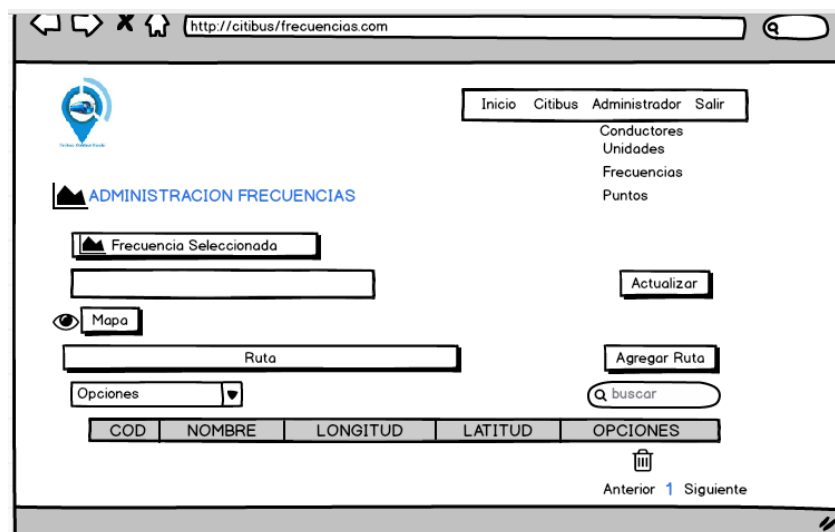 http://citibus/frecuencias.com
Inicio Citibus Administrador Salir
Conductores
Unidades
Frecuencias
Puntos
ADMINISTRACION FRECUENCIAS
Frecuencia Seleccionada
Actualizar
Mapa
Ruta
Agregar Ruta
Opciones
buscar
COD NOMBRE LONGITUD LATITUD OPCIONES
Anterior 1 Siguiente